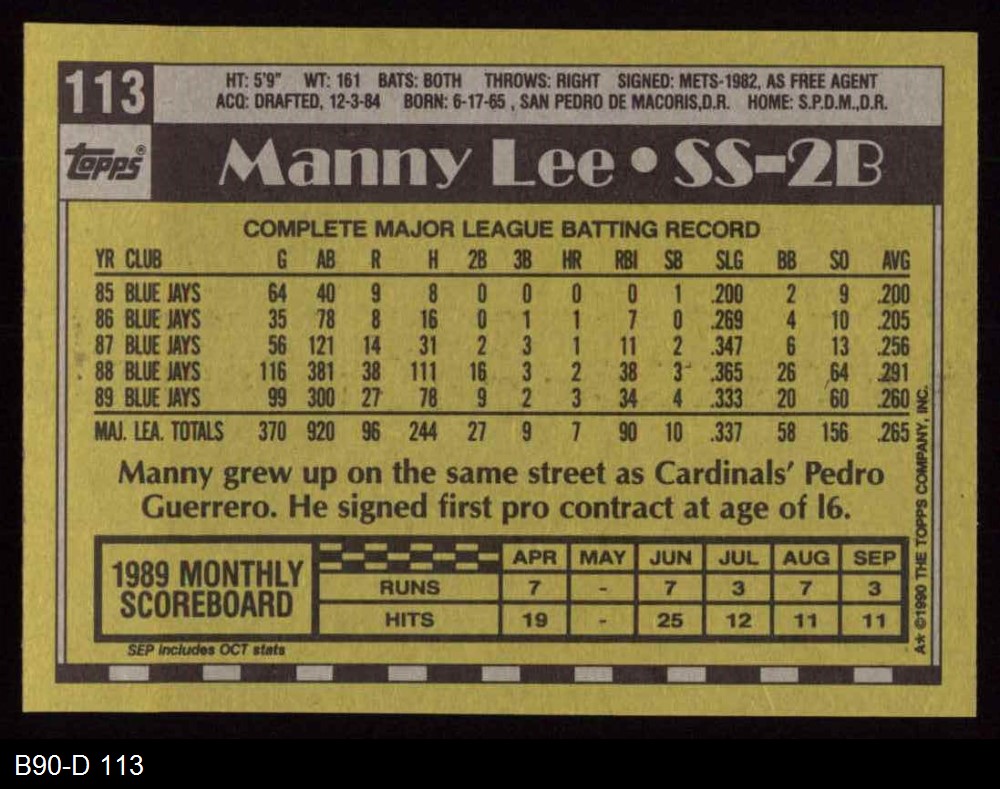 113
HT: 5'9" WT: 161 BATS: BOTH THROWS: RIGHT SIGNED: METS-1982, AS FREE AGENT
ACQ: DRAFTED, 12-3-84 BORN: 6-17-65 , SAN PEDRO DE MACORIS,D.R. HOME: S.P.D.M.,D.R.
Topps®
Manny Lee • SS-2B
COMPLETE MAJOR LEAGUE BATTING RECORD
YR CLUB G AB R H 2B 3B HR RBI SB SLG BB SO AVG
85 BLUE JAYS 64 40 9 8 0 0 0 0 1 .200 2 9 .200
86 BLUE JAYS 35 78 8 16 0 1 1 7 0 .269 4 10 .205
87 BLUE JAYS 56 121 14 31 2 3 1 11 2 .347 6 13 .256
88 BLUE JAYS 116 381 38 111 16 3 2 38 3 .365 26 64 .291
89 BLUE JAYS 99 300 27 78 9 2 3 34 4 .333 20 60 .260
MAJ. LEA. TOTALS 370 920 96 244 27 9 7 90 10 .337 58 156 .265
Manny grew up on the same street as Cardinals' Pedro
Guerrero. He signed first pro contract at age of 16.
1989 MONTHLY
SCOREBOARD
APR MAY JUN JUL AUG SEP
RUNS 7 - 7 3 7 3
HITS 19 - 25 12 11 11
SEP includes OCT stats
A* ©1990 THE TOPPS COMPANY, INC.
B90-D 113